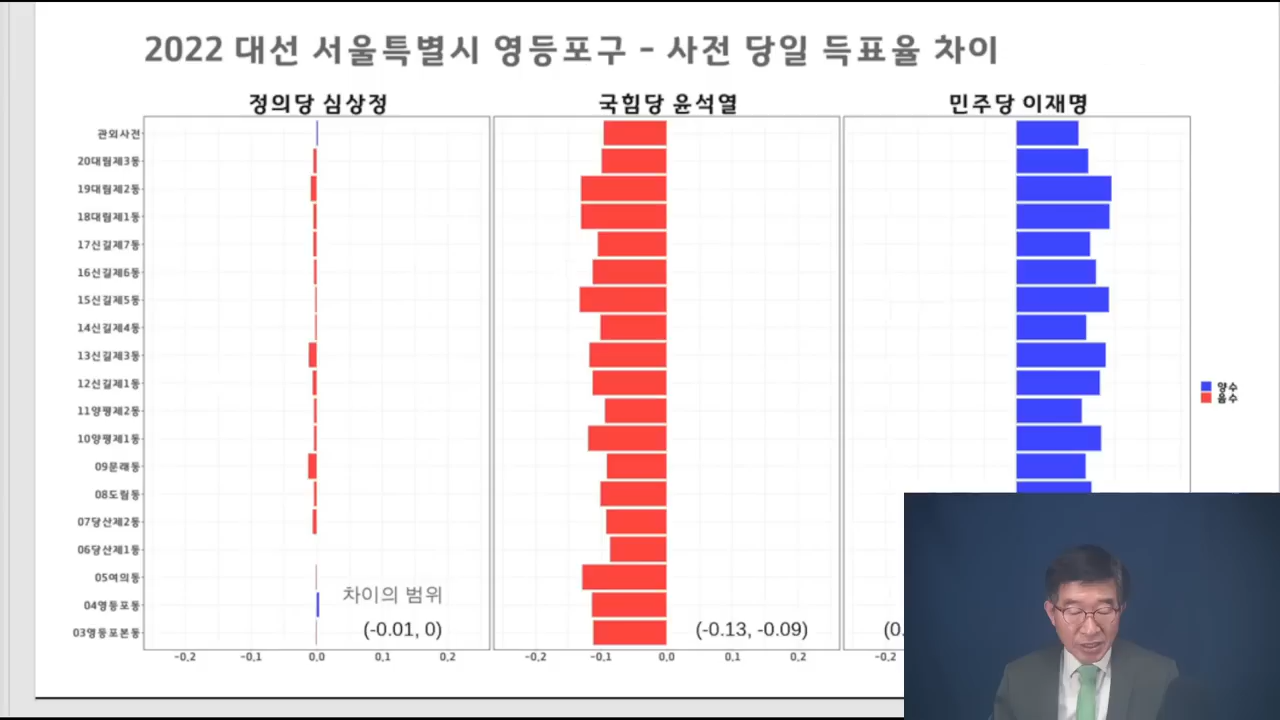 2022 대선 서울특별시 영등포구 - 사전 당일 득표율 차이
정의당 심상정
국힘당 윤석열
민주당 이재명
관외사전
20대림제3동
19대림제2동
18대림제1동
17신길제7동
16신길제6동
15신길제5동
14신길제4동
13신길제3동
12신길제1동
11양평제2동
10양평제1동
09문래동
08도림동
07당산제2동
06당산제1동
05여의동
04영등포동
03영등포본동
차이의 범위
(-0.01, 0)
(-0.13, -0.09)
(0.
-0.2 -0.1 0.0 0.1 0.2
-0.2 -0.1 0.0 0.1 0.2
-0.2
양수
음수